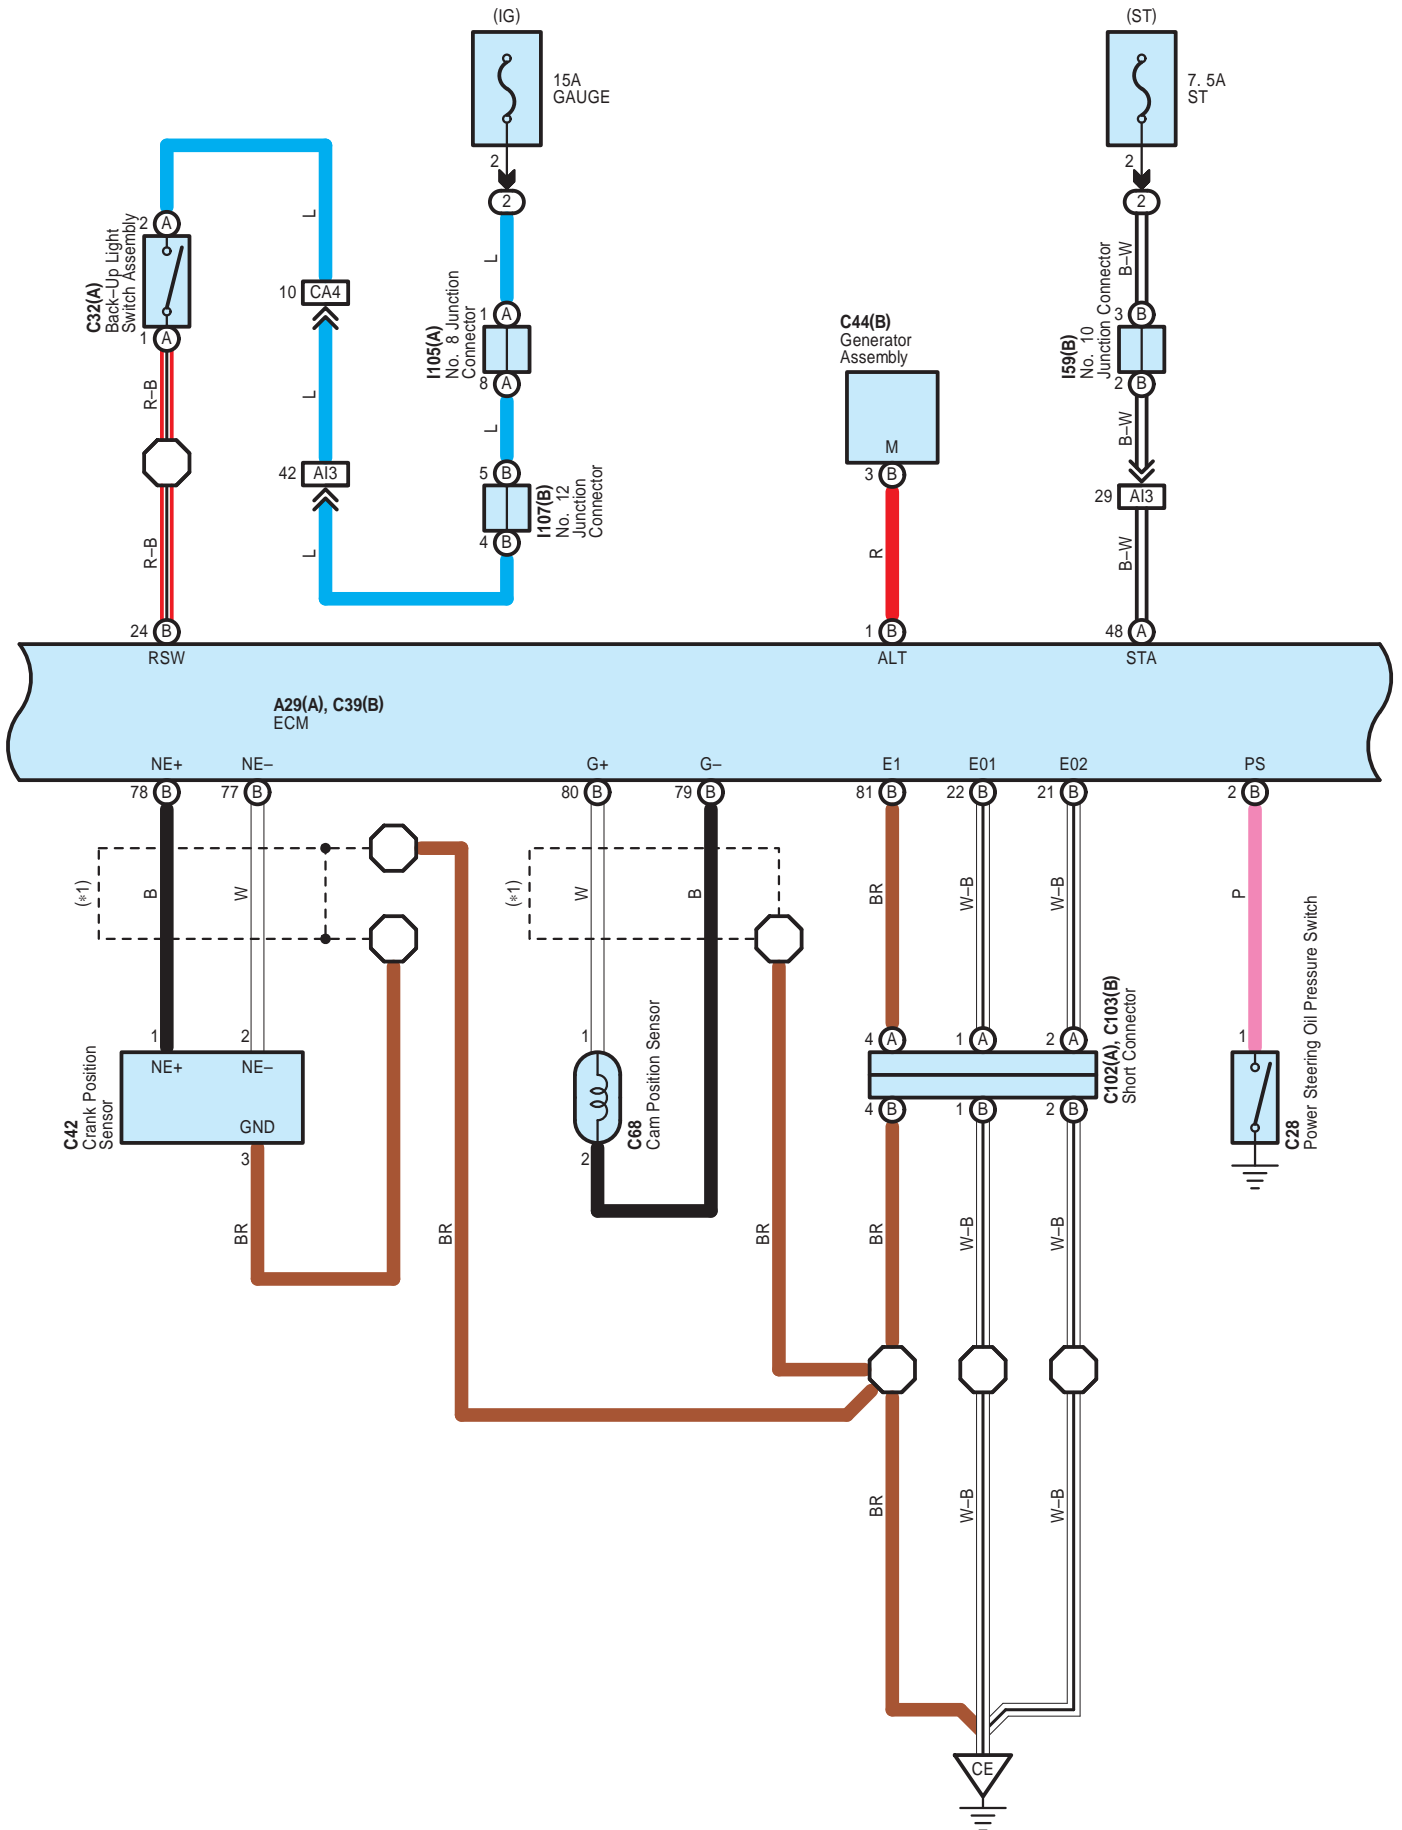 (IG)
(ST)
15A
GAUGE
7. 5A
ST
2
2
2
2
2
A
C32(A)
Back–Up Light
Switch Assembly
1
A
L
10
CA4
L
42
AI3
L
L
1
A
I105(A)
No. 8 Junction
Connector
8
A
L
5
B
I107(B)
No. 12
Junction
Connector
4
B
R–B
R–B
C44(B)
Generator
Assembly
M
3
B
R
B–W
3
B
I59(B)
No. 10
Junction Connector
2
B
B–W
29
AI3
B–W
24
B
1
B
48
A
RSW
ALT
STA
A29(A), C39(B)
ECM
NE+
NE–
G+
G–
E1
E01
E02
PS
78
B
77
B
80
B
79
B
81
B
22
B
21
B
2
B
(*1)
B
W
(*1)
W
B
BR
W–B
W–B
P
1
2
1
4
A
1
A
2
A
1
NE+
NE–
GND
C42
Crank Position
Sensor
3
C68
Cam Position Sensor
2
C102(A), C103(B)
Short Connector
4
B
1
B
2
B
C28
Power Steering Oil Pressure Switch
BR
BR
BR
BR
W–B
W–B
BR
W–B
W–B
CE